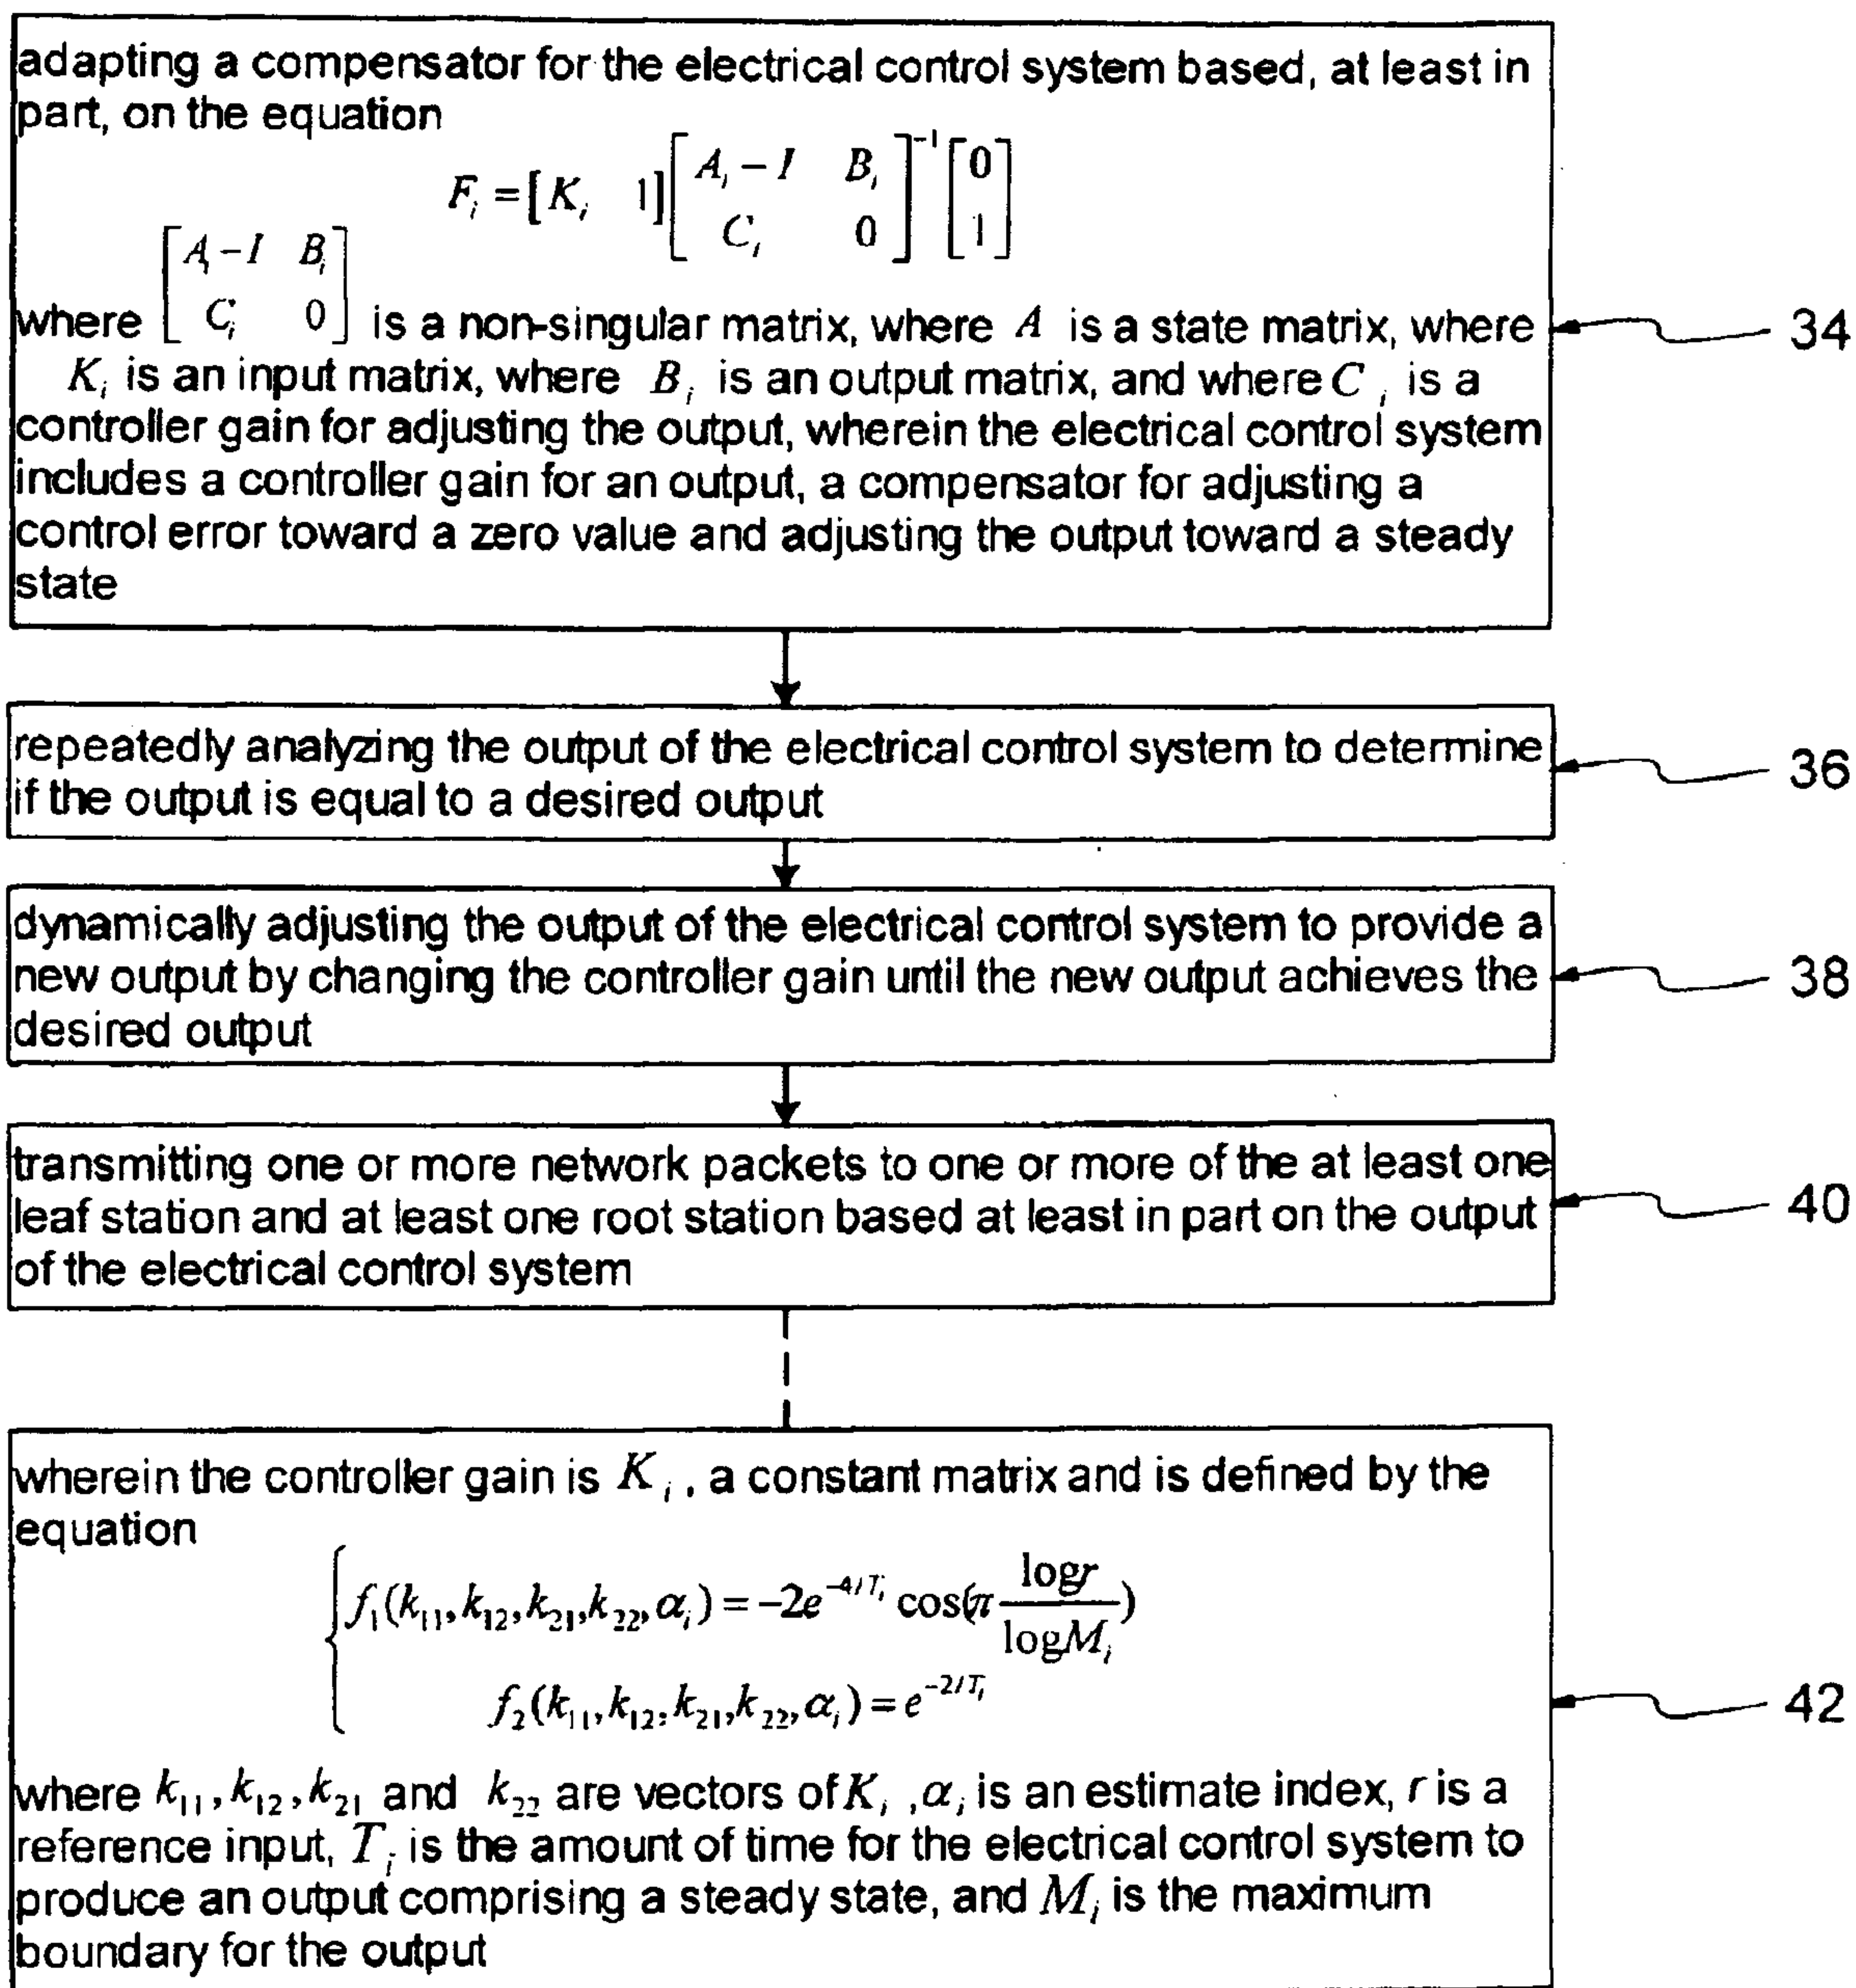 adapting a compensator for the electrical control system based, at least in
part, on the equation
F_i = [K_i 1] [A_i − I B_i; C_i 0]^{-1} [0; 1]
where [A_i − I B_i; C_i 0] is a non-singular matrix, where A is a state matrix, where
K_i is an input matrix, where B_i is an output matrix, and where C_i is a
controller gain for adjusting the output, wherein the electrical control system
includes a controller gain for an output, a compensator for adjusting a
control error toward a zero value and adjusting the output toward a steady
state
34
repeatedly analyzing the output of the electrical control system to determine
if the output is equal to a desired output
36
dynamically adjusting the output of the electrical control system to provide a
new output by changing the controller gain until the new output achieves the
desired output
38
transmitting one or more network packets to one or more of the at least one
leaf station and at least one root station based at least in part on the output
of the electrical control system
40
wherein the controller gain is K_i, a constant matrix and is defined by the
equation
f_1(k_11, k_12, k_21, k_22, α_i) = −2e^{-4/T_i} cos(π logr / logM_i)
f_2(k_11, k_12, k_21, k_22, α_i) = e^{-2/T_i}
42
where k_11, k_12, k_21 and k_22 are vectors of K_i, α_i is an estimate index, r is a
reference input, T_i is the amount of time for the electrical control system to
produce an output comprising a steady state, and M_i is the maximum
boundary for the output